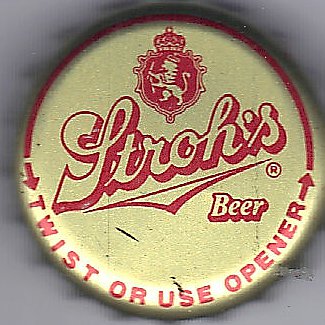 Stroh's
®
Beer
TWIST OR USE OPENER